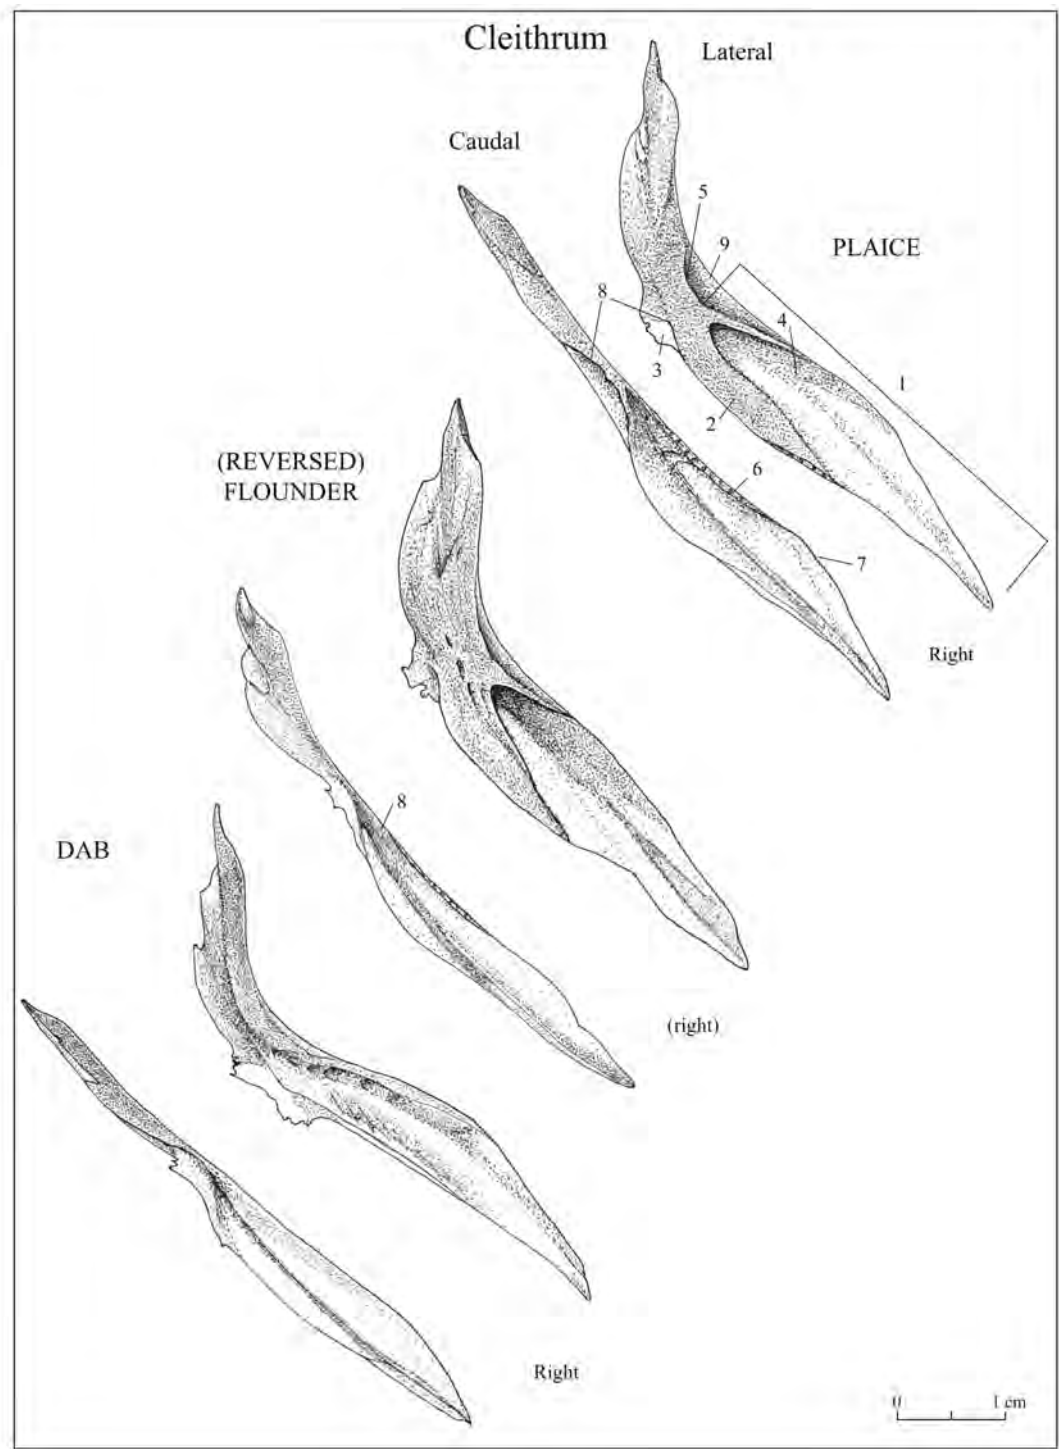 Cleithrum
Lateral
Caudal
5
PLAICE
9
8
4
3
1
2
(REVERSED)
FLOUNDER
6
7
Right
8
DAB
(right)
Right
0 1 cm